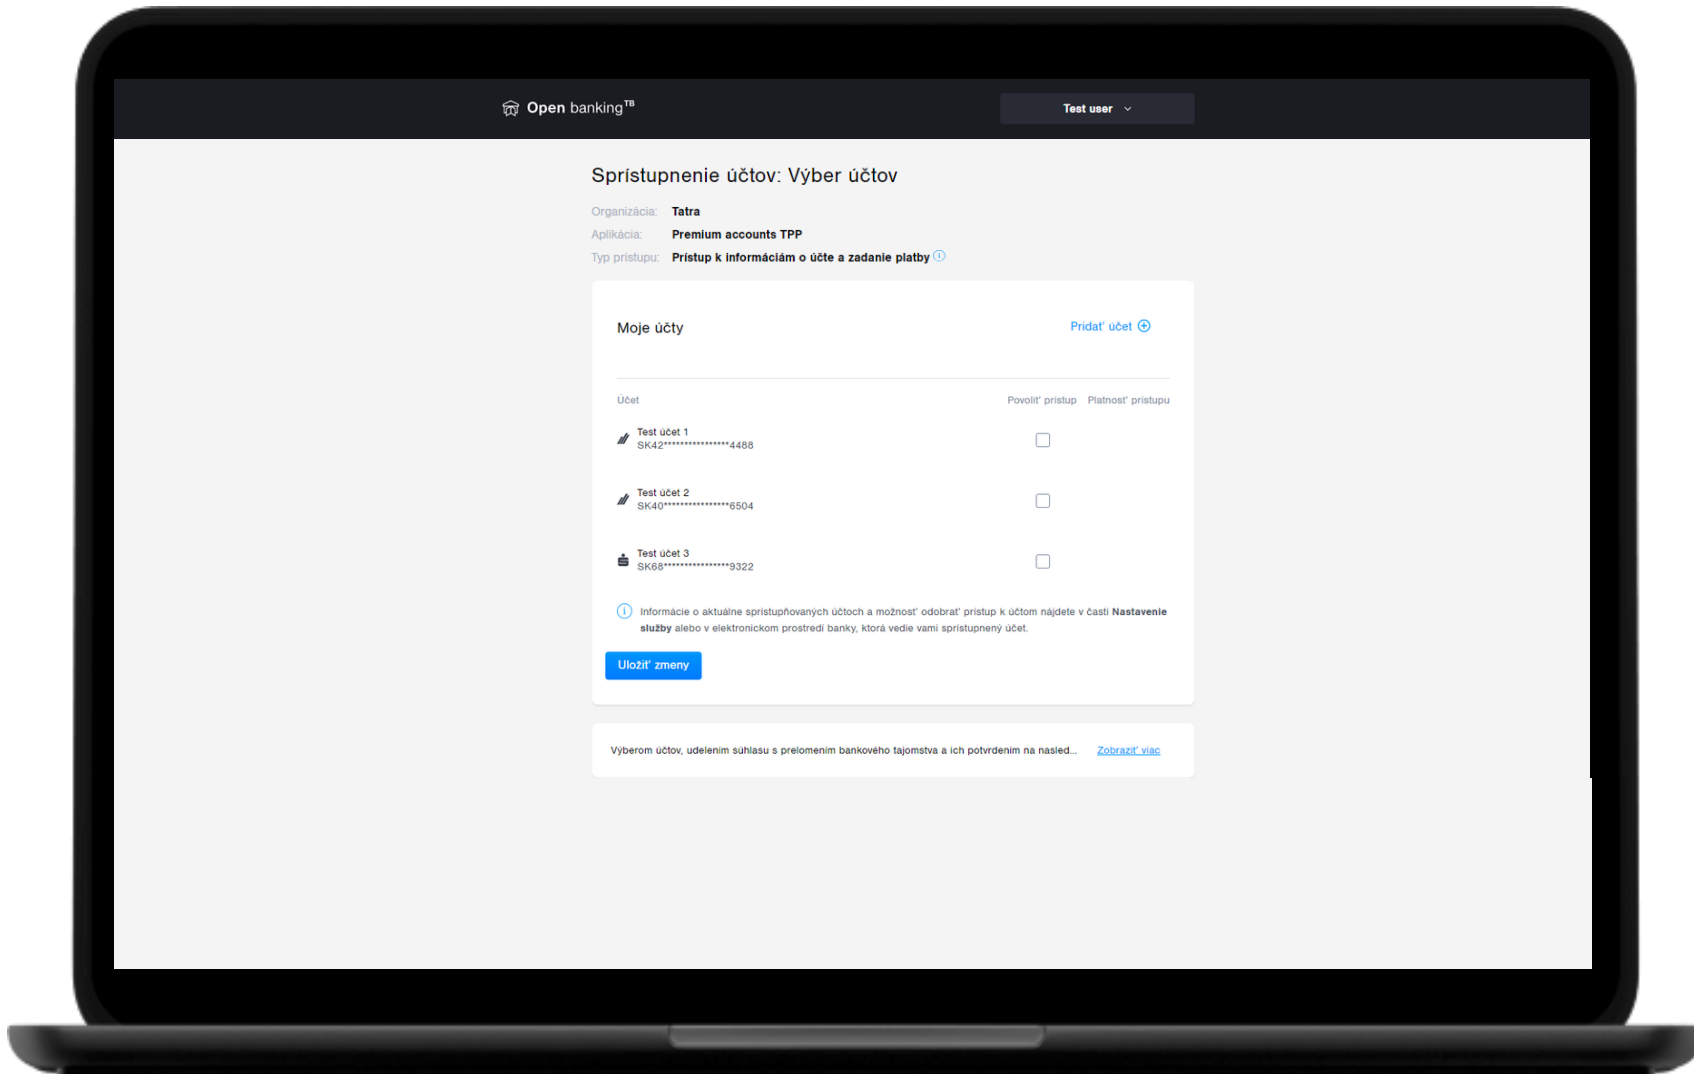 Open banking TB
Test user
Sprístupnenie účtov: Výber účtov
Organizácia: Tatra
Aplikácia: Premium accounts TPP
Typ prístupu: Prístup k informáciám o účte a zadanie platby
Moje účty
Pridať účet
Účet Povoliť prístup Platnosť prístupu
Test účet 1
SK42****************4488
Test účet 2
SK40****************6504
Test účet 3
SK68****************9322
Informácie o aktuálne sprístupňovaných účtoch a možnosť odobrať prístup k účtom nájdete v časti Nastavenie
služby alebo v elektronickom prostredí banky, ktorá vedie vami sprístupnený účet.
Uložiť zmeny
Výberom účtov, udelením súhlasu s prelomením bankového tajomstva a ich potvrdením na nasled... Zobraziť viac